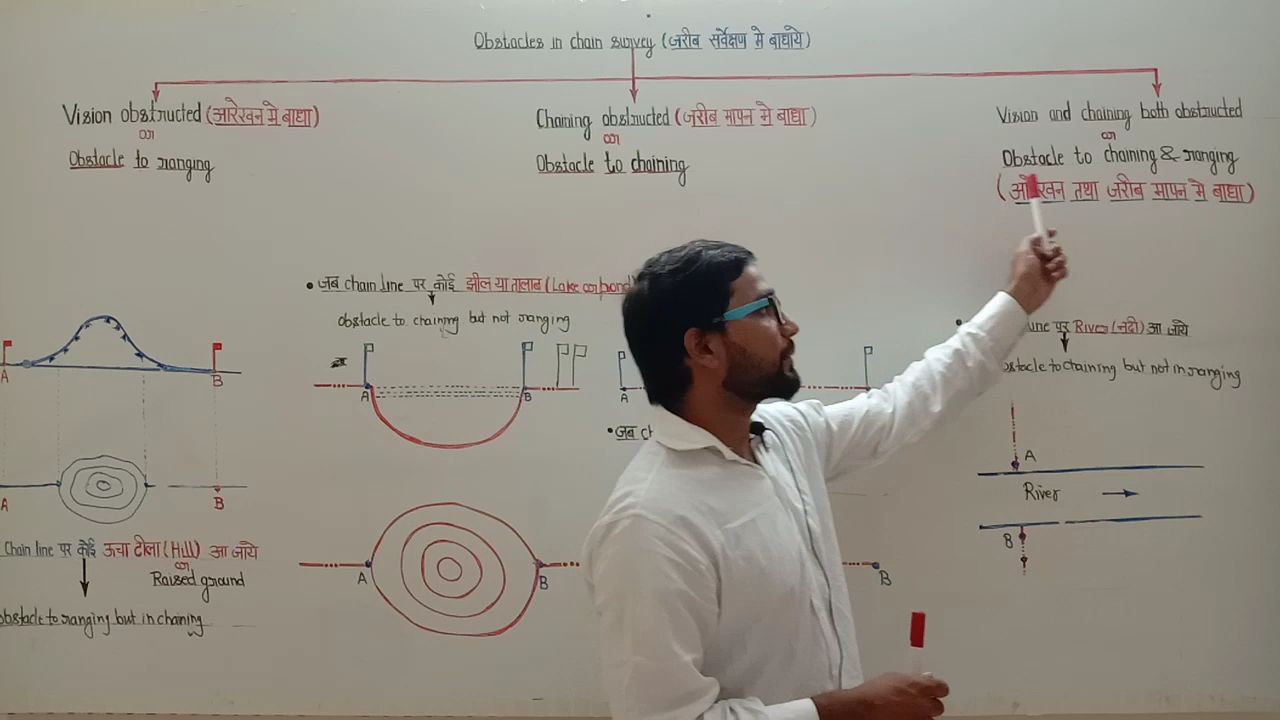 Obstacles in chain survey (जरीब सर्वेक्षण मे बाधाये)
Vision obstructed (आरेखन मे बाधा)
or
Obstacle to ranging
Chaining obstructed (जरीब मापन मे बाधा)
or
Obstacle to chaining
Vision and chaining both obstructed
or
Obstacle to chaining & ranging
(आरेखन तथा जरीब मापन मे बाधा)
A
B
A
B
Chain line पर कोई ऊचा टीला (Hill) आ जाये
or
Raised ground
obstacle to ranging but in chaining
• जब chain line पर कोई झील या तालाब (Lake or pond)
obstacle to chaining but not ranging
A
B
A
B
A
• जब
B
पर River (नदी) आ जाये
obstacle to chaining but not in ranging
A
River
B